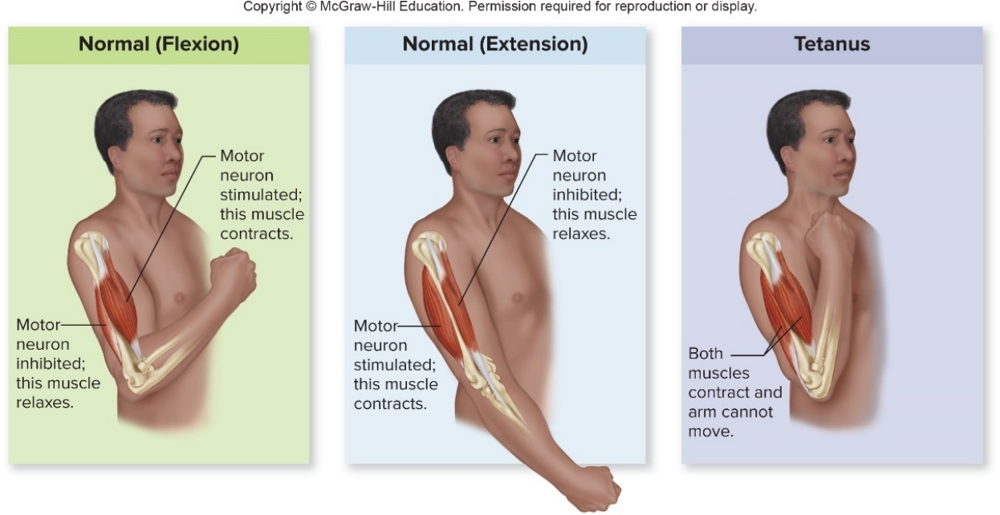 Copyright © McGraw-Hill Education. Permission required for reproduction or display.
Normal (Flexion)
Motor
neuron
stimulated;
this muscle
contracts.
Motor
neuron
inhibited;
this muscle
relaxes.
Normal (Extension)
Motor
neuron
inhibited;
this muscle
relaxes.
Motor
neuron
stimulated;
this muscle
contracts.
Tetanus
Both
muscles
contract and
arm cannot
move.